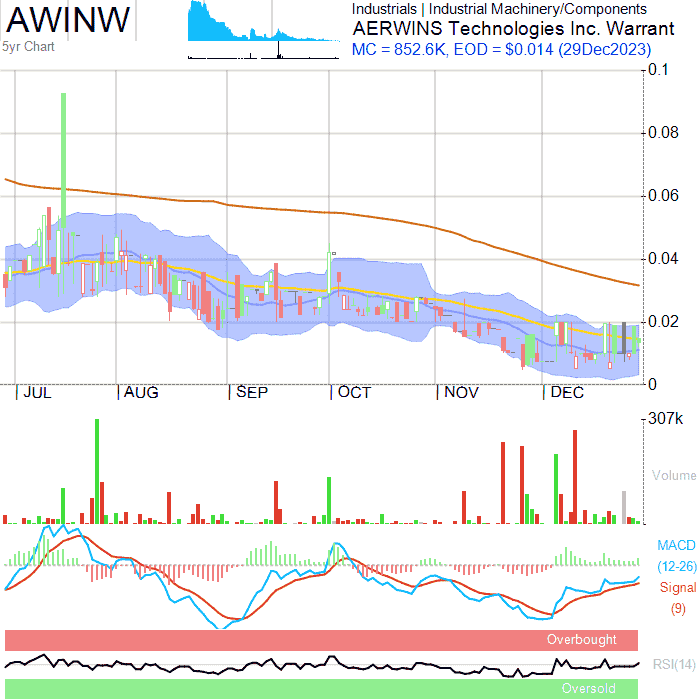 AWINW
5yr Chart
Industrials | Industrial Machinery/Components
AERWINS Technologies Inc. Warrant
MC = 852.6K, EOD = $0.014 (29Dec2023)
0.1
0.08
0.06
0.04
0.02
0
JUL AUG SEP OCT NOV DEC
307k
Volume
MACD
(12-26)
Signal
(9)
Overbought
RSI(14)
Oversold